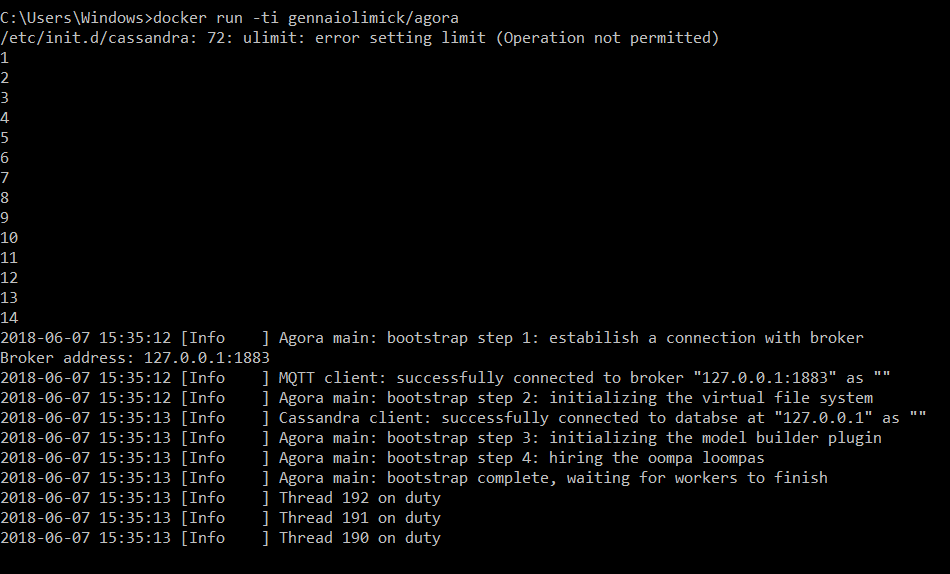 C:\Users\Windows>docker run -ti gennaiolimick/agora
/etc/init.d/cassandra: 72: ulimit: error setting limit (Operation not permitted)
1
2
3
4
5
6
7
8
9
10
11
12
13
14
2018-06-07 15:35:12 [Info    ] Agora main: bootstrap step 1: estabilish a connection with broker
Broker address: 127.0.0.1:1883
2018-06-07 15:35:12 [Info    ] MQTT client: successfully connected to broker "127.0.0.1:1883" as ""
2018-06-07 15:35:12 [Info    ] Agora main: bootstrap step 2: initializing the virtual file system
2018-06-07 15:35:13 [Info    ] Cassandra client: successfully connected to databse at "127.0.0.1" as ""
2018-06-07 15:35:13 [Info    ] Agora main: bootstrap step 3: initializing the model builder plugin
2018-06-07 15:35:13 [Info    ] Agora main: bootstrap step 4: hiring the oompa loompas
2018-06-07 15:35:13 [Info    ] Agora main: bootstrap complete, waiting for workers to finish
2018-06-07 15:35:13 [Info    ] Thread 192 on duty
2018-06-07 15:35:13 [Info    ] Thread 191 on duty
2018-06-07 15:35:13 [Info    ] Thread 190 on duty